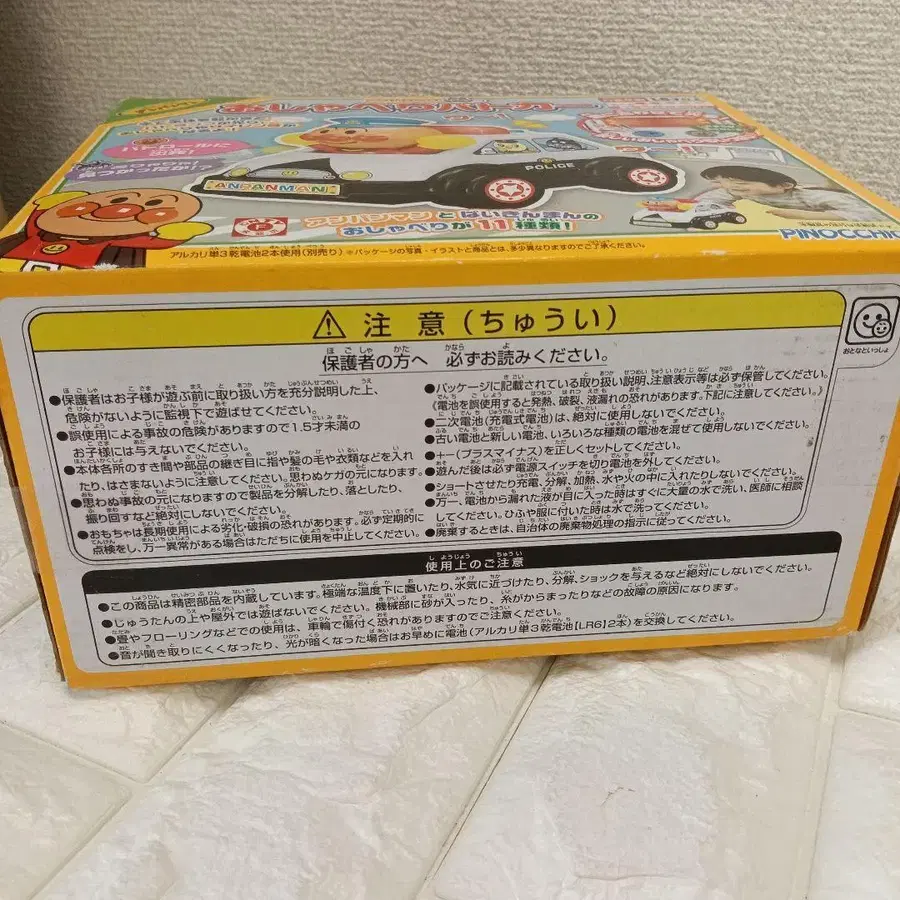 おしゃべりパトカー
パトロールに
ANPANMAN
POLICE
アンパンマンとばいきんまんの
おしゃべりが11種類!
PINOCCHIO
アルカリ単3乾電池2本使用(別売り) ※パッケージの写真・イラストと商品とは、多少異なりますのでご了承ください。
⚠注意(ちゅうい)
保護者の方へ 必ずお読みください。
おとなといっしょ
●保護者はお子様が遊ぶ前に取り扱い方を充分説明した上、
危険がないように監視下で遊ばせてください。
●誤使用による事故の危険がありますので1.5才未満の
お子様には与えないでください。
●本体各所のすき間や部品の継ぎ目に指や髪の毛や衣類などを入れ
たり、はさまないように注意してください。思わぬケガの元になります。
●思わぬ事故の元になりますので製品を分解したり、落としたり、
振り回すなど絶対にしないでください。
●おもちゃは長期使用による劣化・破損の恐れがあります。必ず定期的に
点検をし、万一異常がある場合はただちに使用を中止してください。
●パッケージに記載されている取り扱い説明、注意表示等は必ず保管してください。
《電池を誤使用すると発熱、破裂、液漏れの恐れがあります。下記に注意してください》
●二次電池(充電式電池)は、絶対に使用しないでください。
●古い電池と新しい電池、いろいろな種類の電池を混ぜて使用しないでください。
●+-(プラスマイナス)を正しくセットしてください。
●遊んだ後は必ず電源スイッチを切り電池を外してください。
●ショートさせたり充電、分解、加熱、水や火の中に入れたりしないでください。
●万一、電池から漏れた液が目に入った時はすぐに大量の水で洗い、医師に相談
してください。ひふや服に付いた時は水で洗ってください。
●廃棄するときは、自治体の廃棄物処理の指示に従ってください。
使用上のご注意
●この商品は精密部品を内蔵しています。極端な温度下に置いたり、水気に近づけたり、分解、ショックを与えるなど絶対にしないでください。
●じゅうたんの上や屋外では遊ばないでください。機械部に砂が入ったり、糸がからまったりなどの故障の原因になります。
●畳やフローリングなどでの使用は、車輪で傷付く恐れがありますのでご注意ください。
●音が聞き取りにくくなったり、光が弱くなった場合はお早めに電池(アルカリ単3乾電池[LR6]2本)を交換してください。